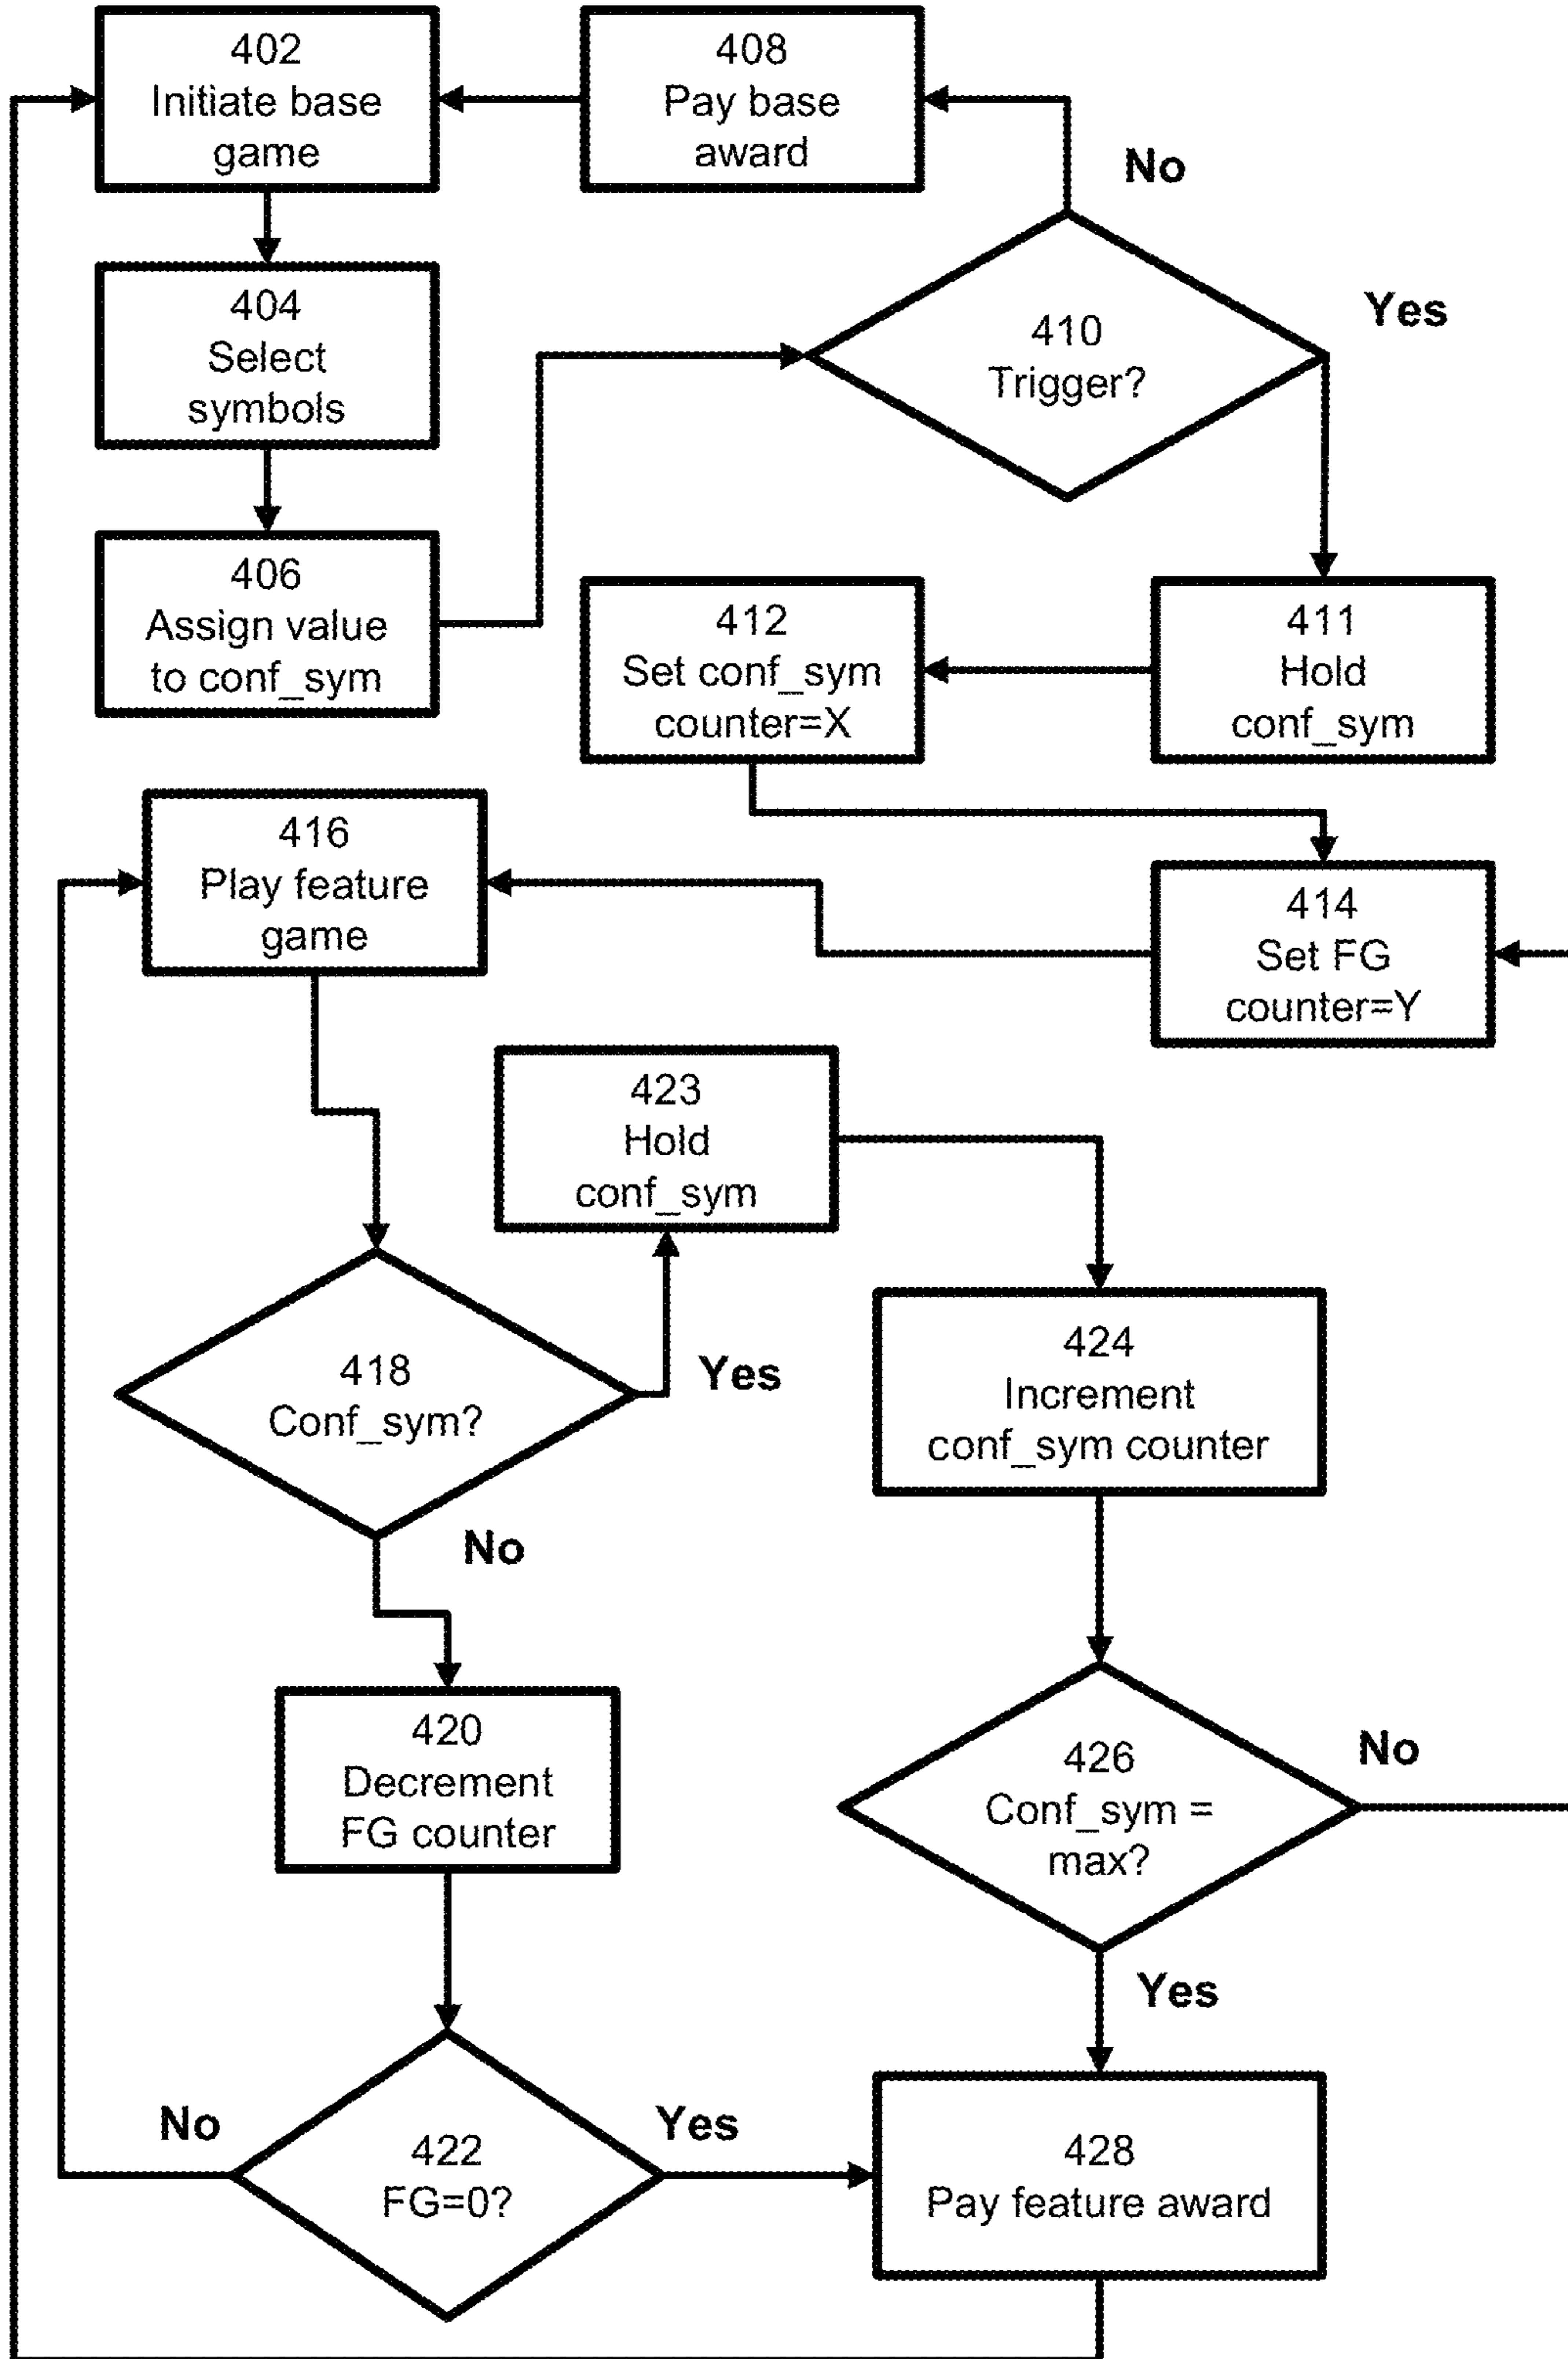 402
Initiate base
game
408
Pay base
award
No
404
Select
symbols
410
Trigger?
Yes
406
Assign value
to conf_sym
412
Set conf_sym
counter=X
411
Hold
conf_sym
416
Play feature
game
414
Set FG
counter=Y
423
Hold
conf_sym
418
Conf_sym?
Yes
424
Increment
conf_sym counter
No
420
Decrement
FG counter
426
Conf_sym =
max?
No
Yes
422
FG=0?
No
Yes
428
Pay feature award